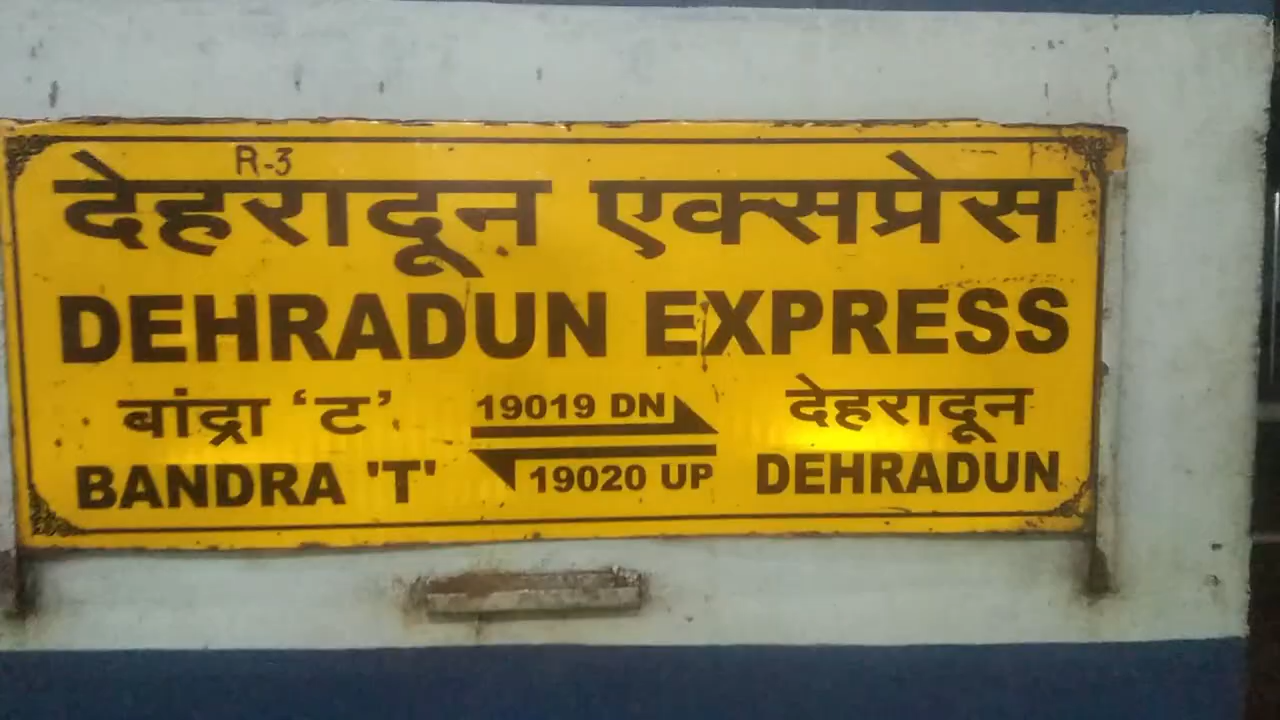 R-3
देहरादून एक्सप्रेस
DEHRADUN EXPRESS
बांद्रा ‘ट’ 19019 DN देहरादून
BANDRA 'T' 19020 UP DEHRADUN